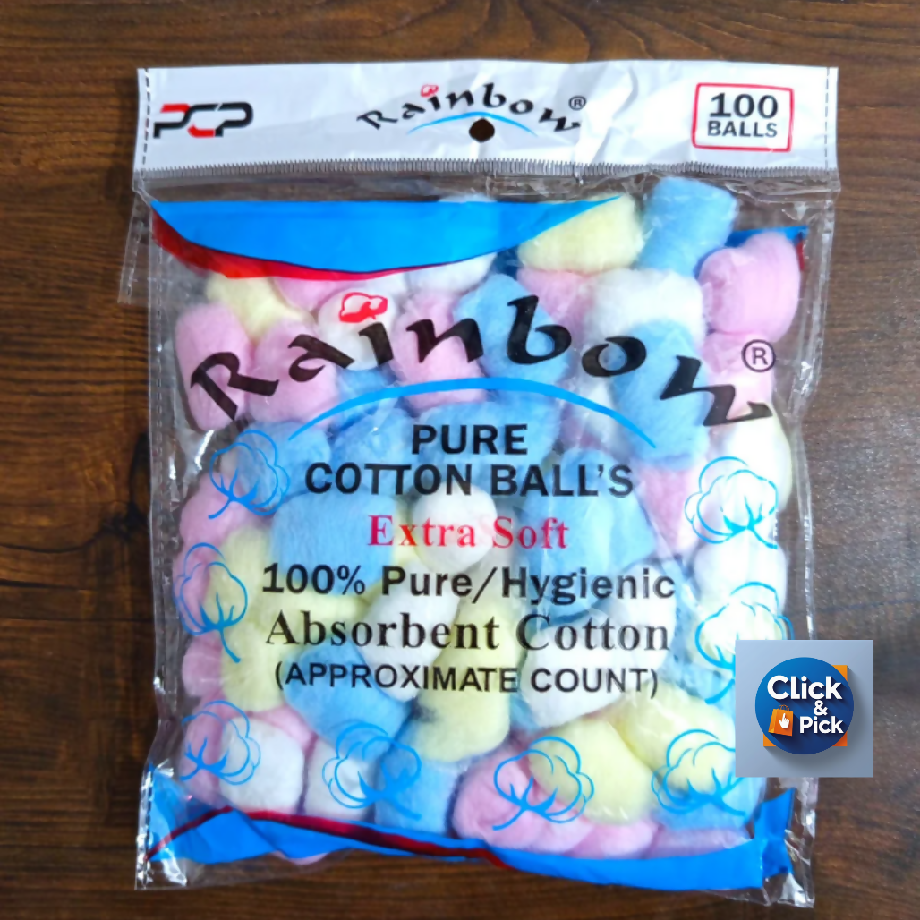 PCP
Rainbow®
100
BALLS
Rainbow®
PURE
COTTON BALL'S
Extra Soft
100% Pure/Hygienic
Absorbent Cotton
(APPROXIMATE COUNT)
Click
&
Pick